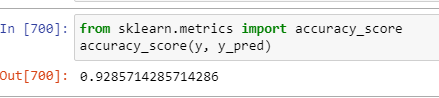 In [700]: from sklearn.metrics import accuracy_score
accuracy_score(y, y_pred)
Out[700]: 0.9285714285714286